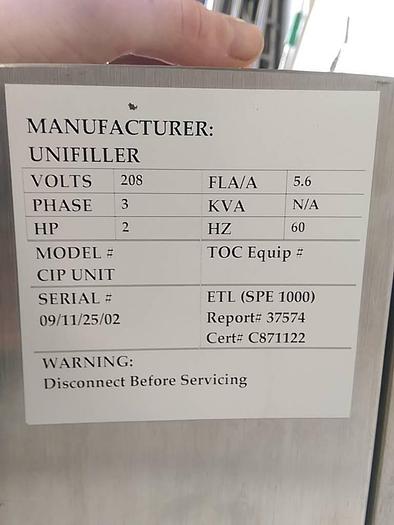 MANUFACTURER:
UNIFILLER
VOLTS 208 FLA/A 5.6
PHASE 3 KVA N/A
HP 2 HZ 60
MODEL # TOC Equip #
CIP UNIT
SERIAL # ETL (SPE 1000)
09/11/25/02 Report# 37574
Cert# C871122
WARNING:
Disconnect Before Servicing